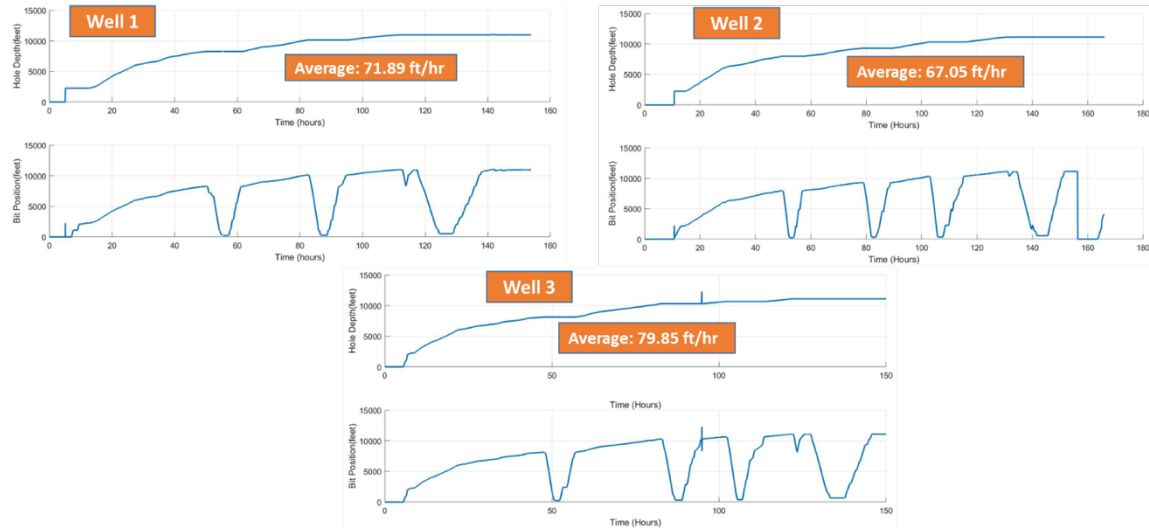 Well 1
Average: 71.89 ft/hr
Hole Depth(feet)
15000
10000
5000
0
0 20 40 60 80 100 120 140 160
Time (hours)
Bit Position(feet)
15000
10000
5000
0
0 20 40 60 80 100 120 140 160
Time (hours)
Well 2
Average: 67.05 ft/hr
Hole Depth(feet)
15000
10000
5000
0
0 20 40 60 80 100 120 140 160 180
Time (Hours)
Bit Position(feet)
15000
10000
5000
0
0 20 40 60 80 100 120 140 160 180
Time (Hours)
Well 3
Average: 79.85 ft/hr
Hole Depth(feet)
15000
10000
5000
0
0 50 100 150
Time (Hours)
Bit Position(feet)
15000
10000
5000
0
0 50 100 150
Time (Hours)